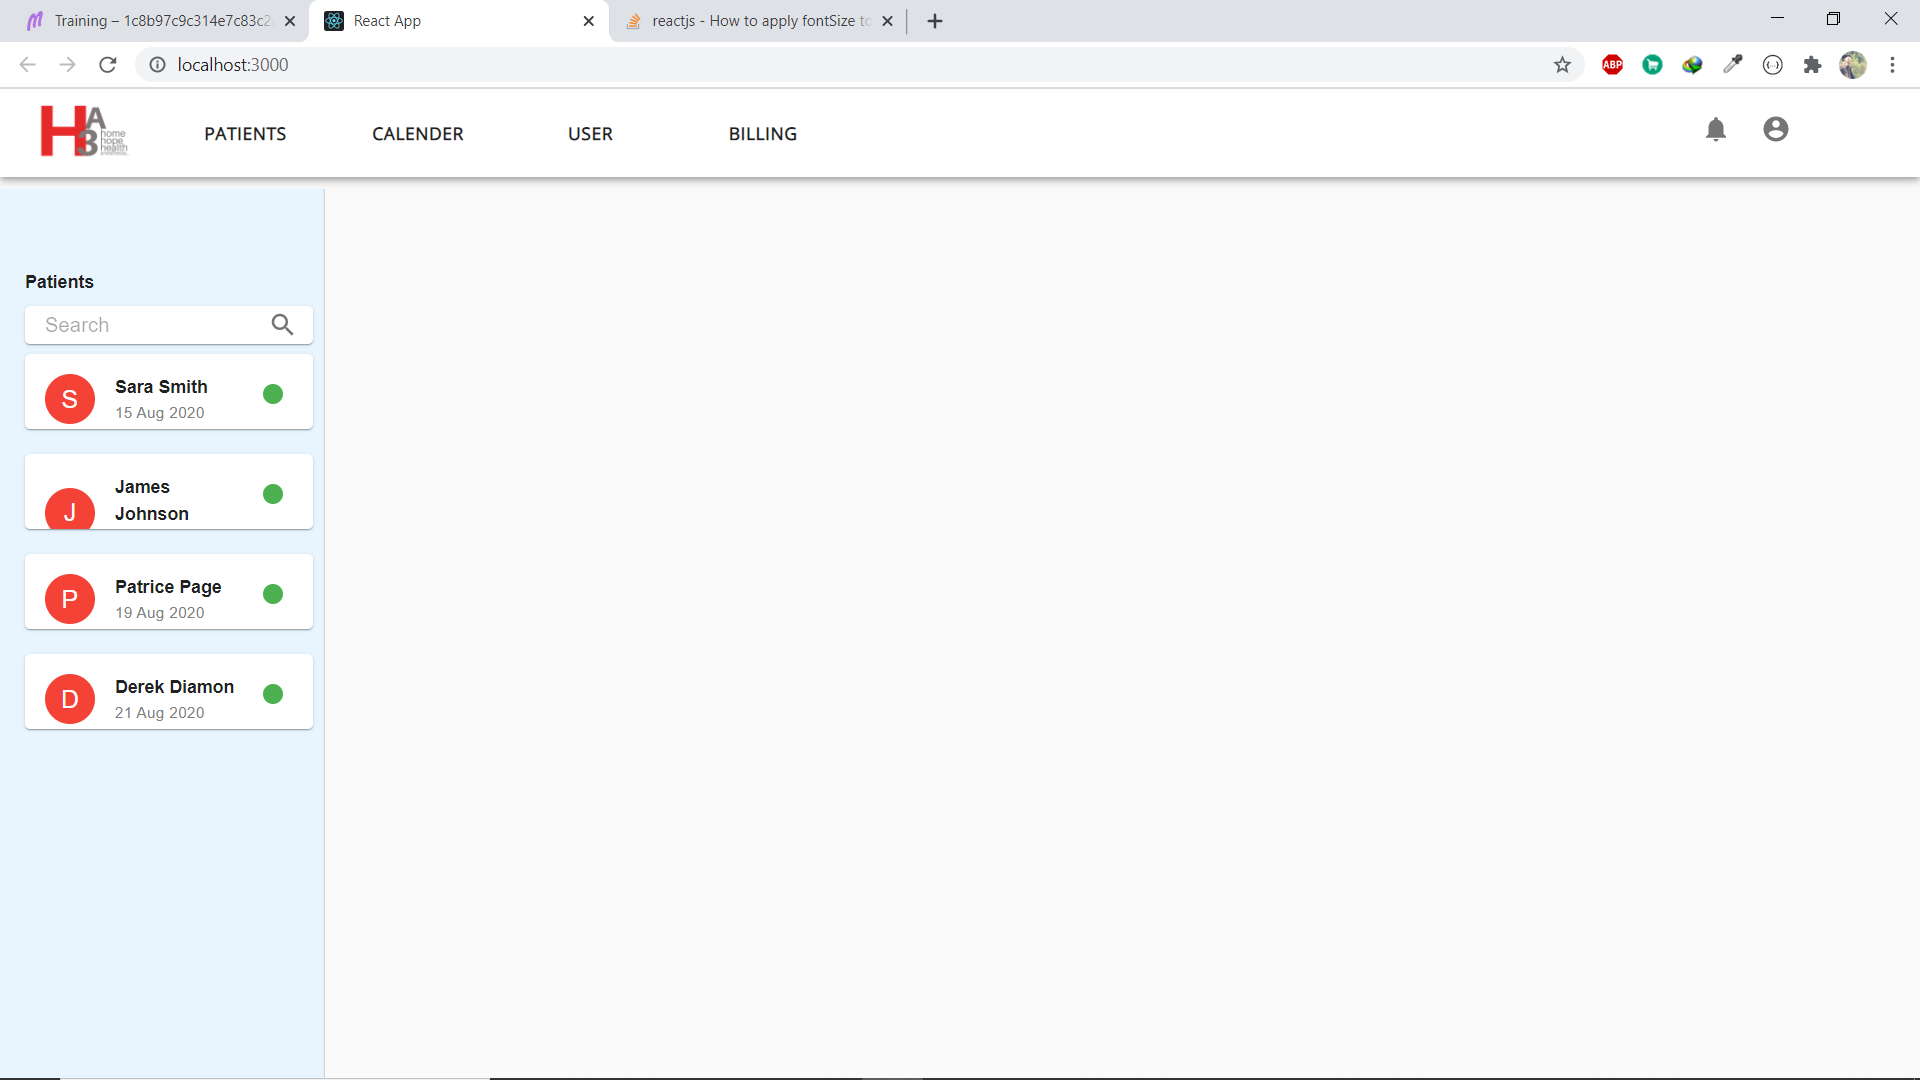 Training – 1c8b97c9c314e7c83c2
React App
reactjs - How to apply fontSize to
localhost:3000
ABP
H A 3 home hope health
PATIENTS
CALENDER
USER
BILLING
Patients
Search
S
Sara Smith
15 Aug 2020
J
James
Johnson
P
Patrice Page
19 Aug 2020
D
Derek Diamon
21 Aug 2020